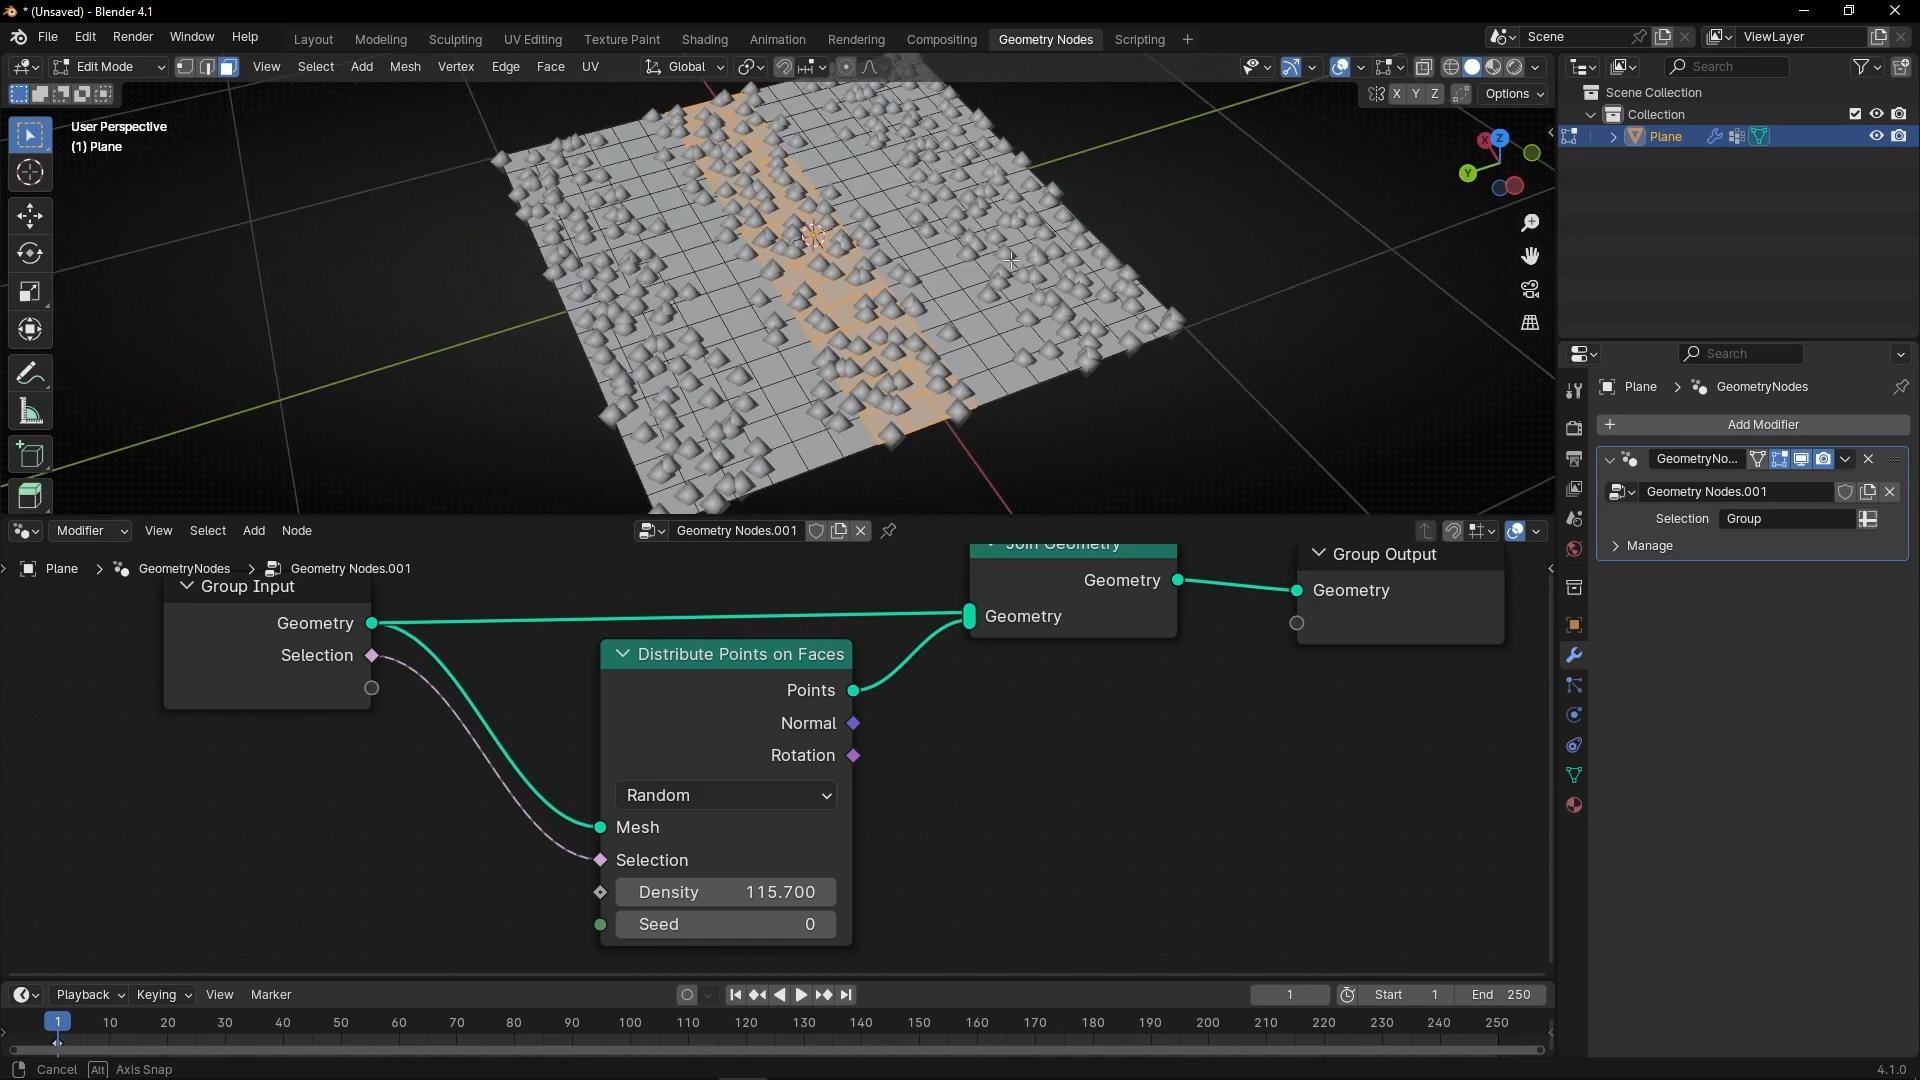 * (Unsaved) - Blender 4.1
File Edit Render Window Help Layout Modeling Sculpting UV Editing Texture Paint Shading Animation Rendering Compositing Geometry Nodes Scripting + Scene ViewLayer
Edit Mode View Select Add Mesh Vertex Edge Face UV Global Search
X Y Z Options
Scene Collection
Collection
Plane
User Perspective
(1) Plane
X Z
Y
Search
Plane > GeometryNodes
+ Add Modifier
GeometryNo...
Geometry Nodes.001
Selection Group
Manage
Modifier View Select Add Node Geometry Nodes.001
Plane > GeometryNodes > Geometry Nodes.001
Group Input
Geometry
Selection
Distribute Points on Faces
Points
Normal
Rotation
Random
Mesh
Selection
Density 115.700
Seed 0
Join Geometry
Geometry
Geometry
Group Output
Geometry
Playback Keying View Marker 1 Start 1 End 250
1 10 20 30 40 50 60 70 80 90 100 110 120 130 140 150 160 170 180 190 200 210 220 230 240 250
Cancel Alt Axis Snap 4.1.0